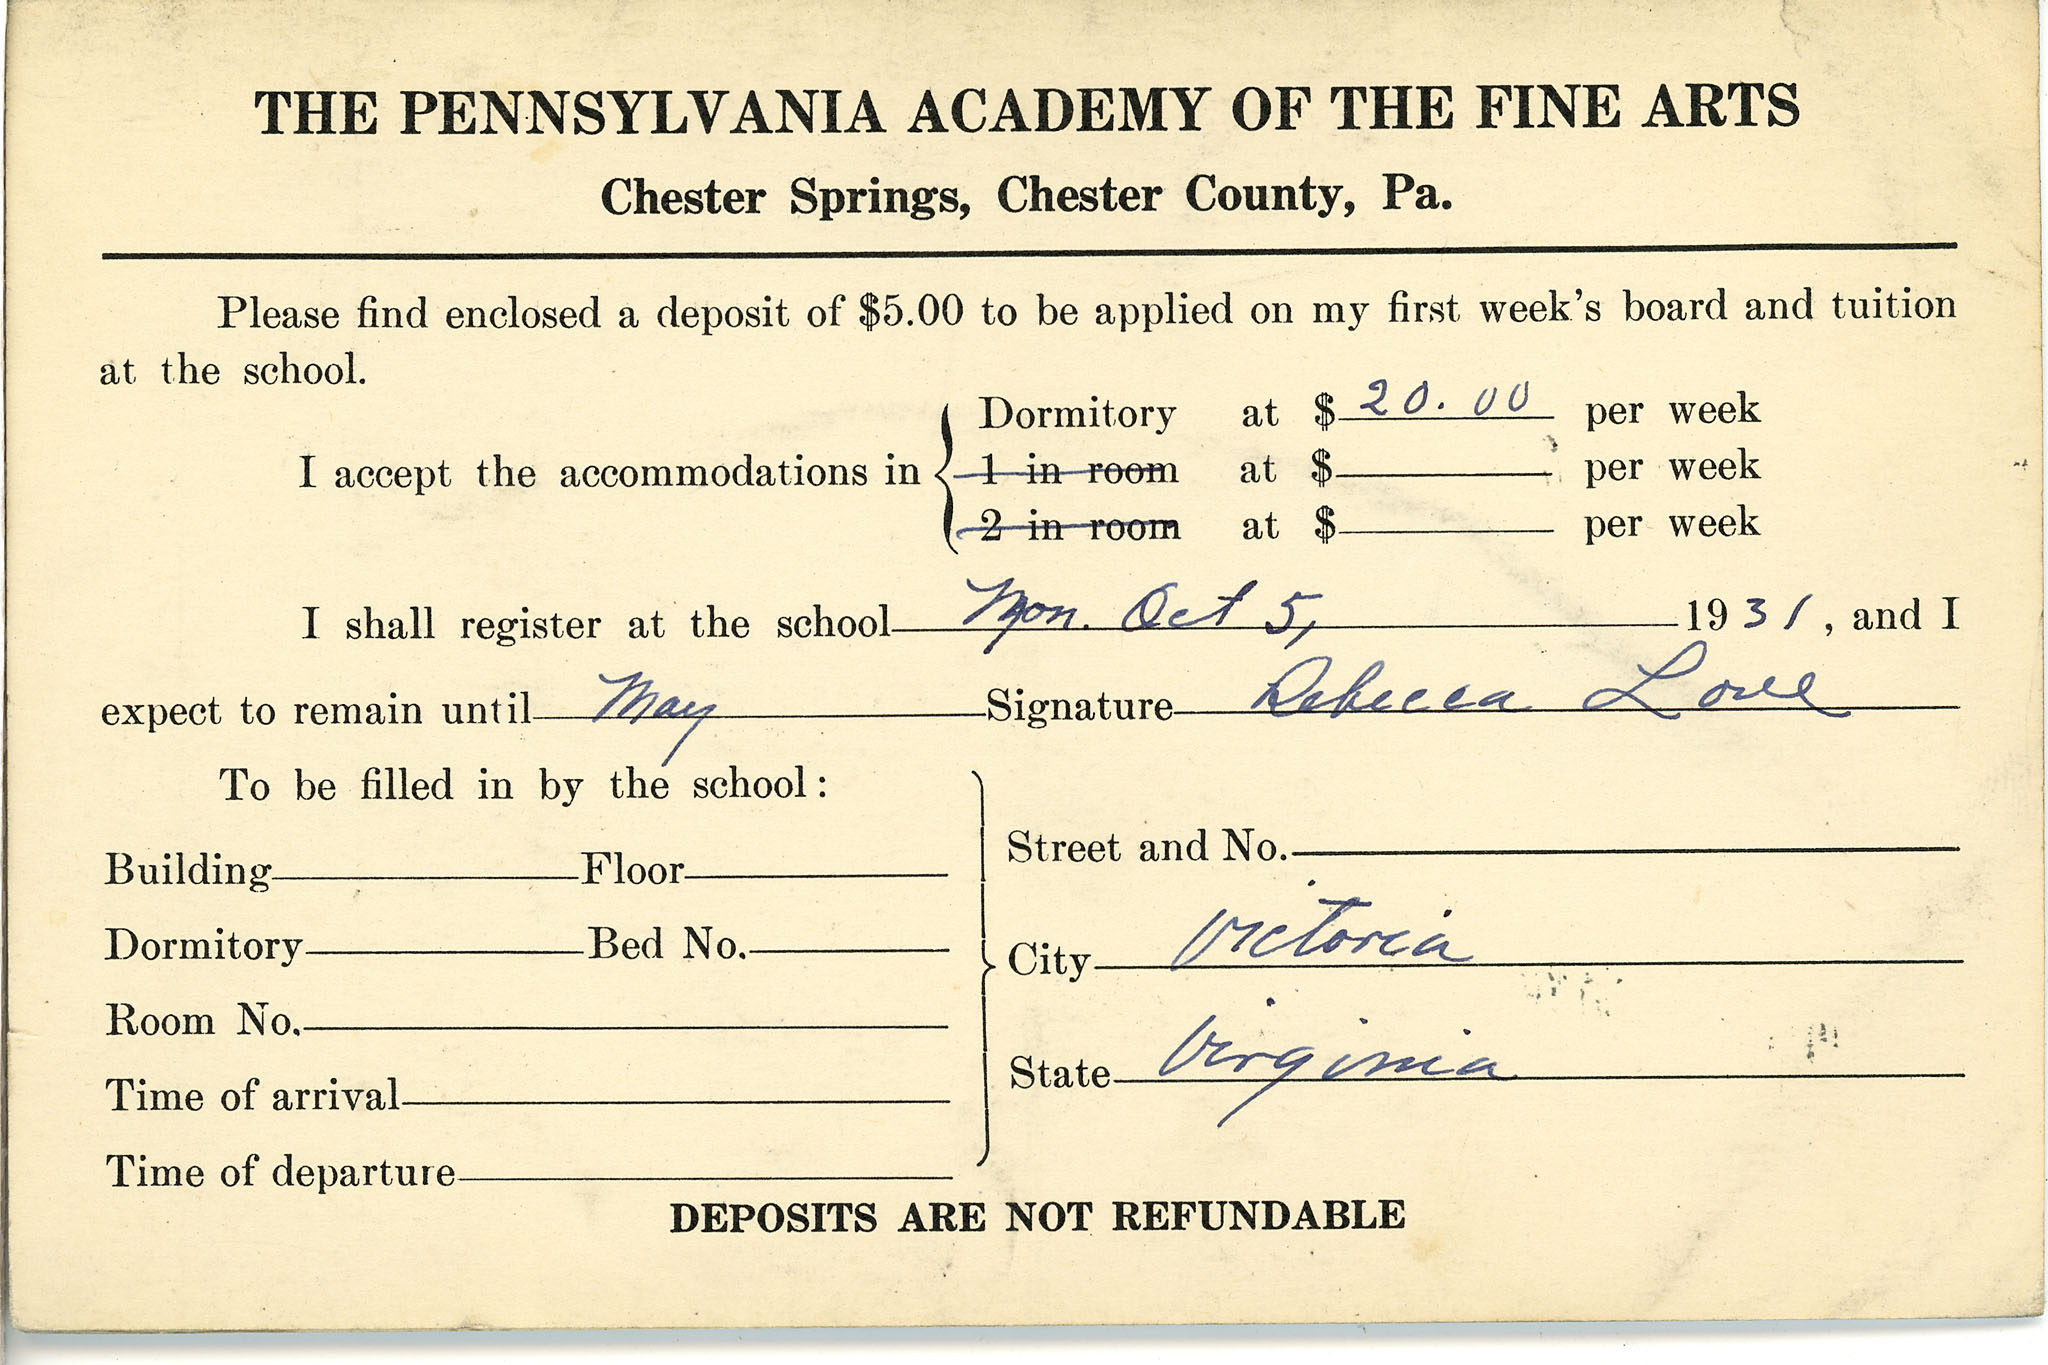 THE PENNSYLVANIA ACADEMY OF THE FINE ARTS
Chester Springs, Chester County, Pa.
Please find enclosed a deposit of $5.00 to be applied on my first week's board and tuition
at the school.
Dormitory at $ 20.00 per week
I accept the accommodations in 1 in room at $ per week
2 in room at $ per week
I shall register at the school Mon. Oct 5, 1931, and I
expect to remain until May Signature Rebecca Love
To be filled in by the school:
Street and No.
Building Floor
City Victoria
Dormitory Bed No.
Room No.
State Virginia
Time of arrival
Time of departure
DEPOSITS ARE NOT REFUNDABLE